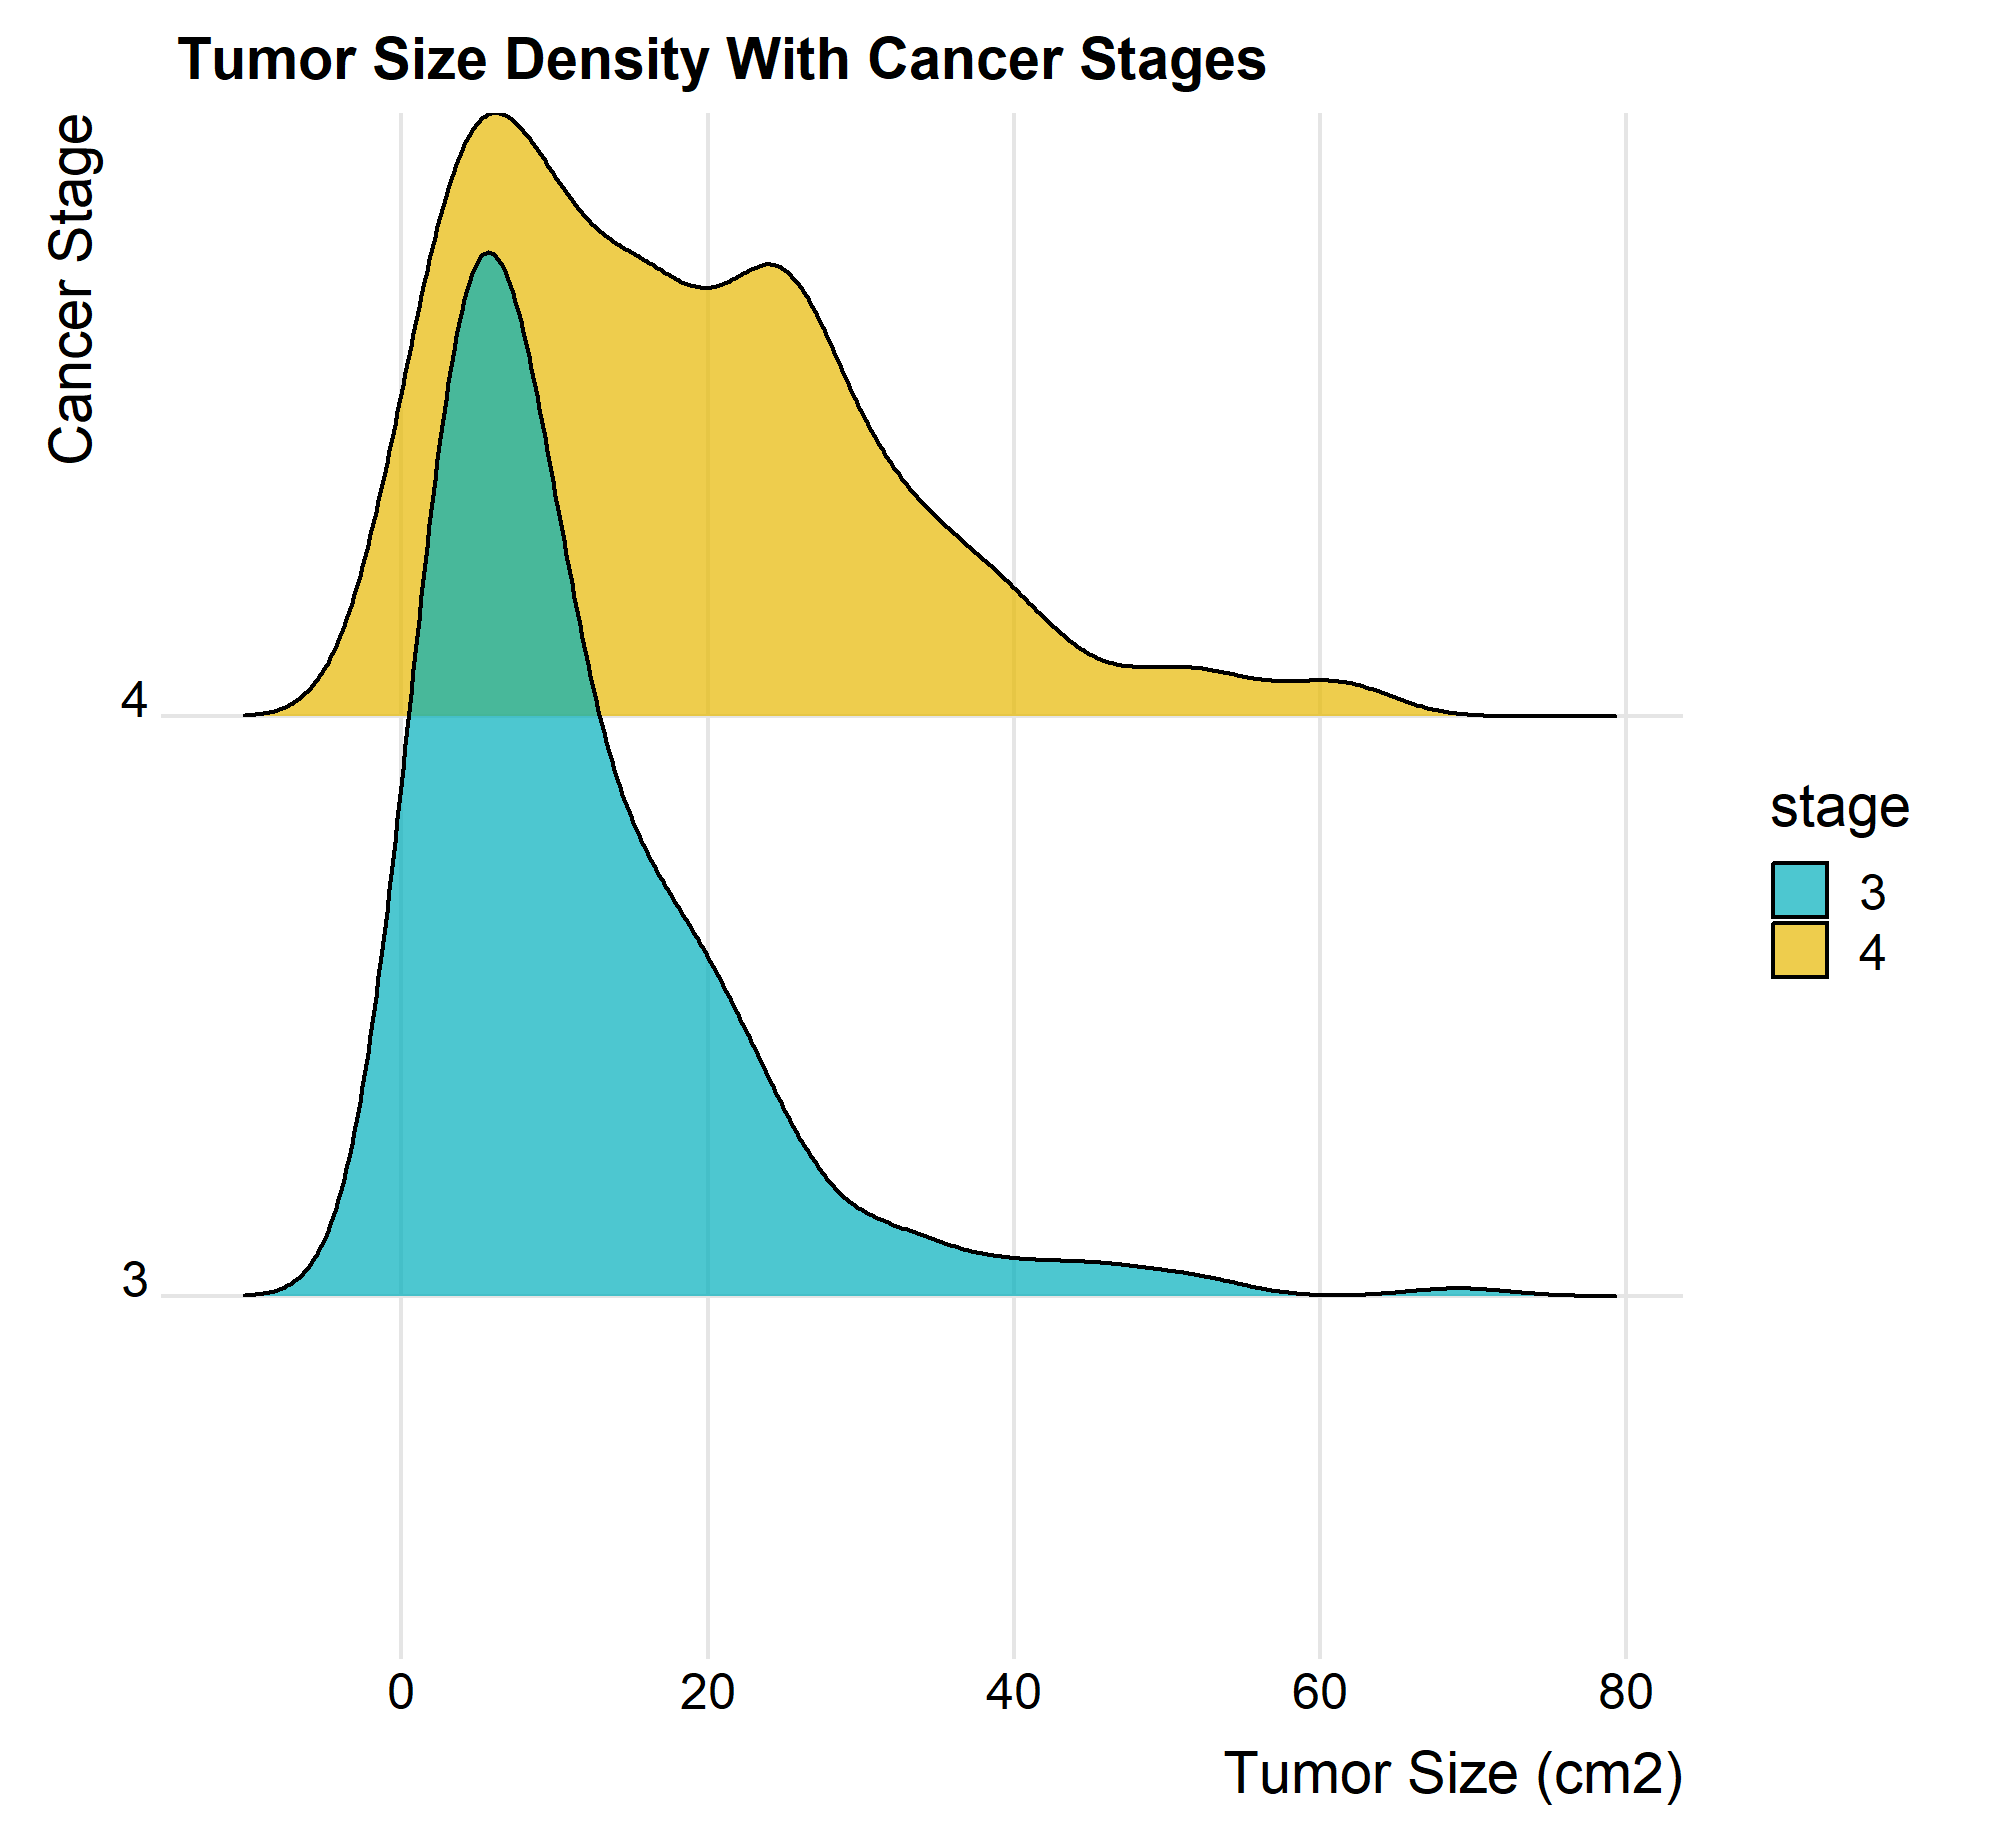 Tumor Size Density With Cancer Stages
Cancer Stage
4
3
0 20 40 60 80
Tumor Size (cm2)
stage
3
4